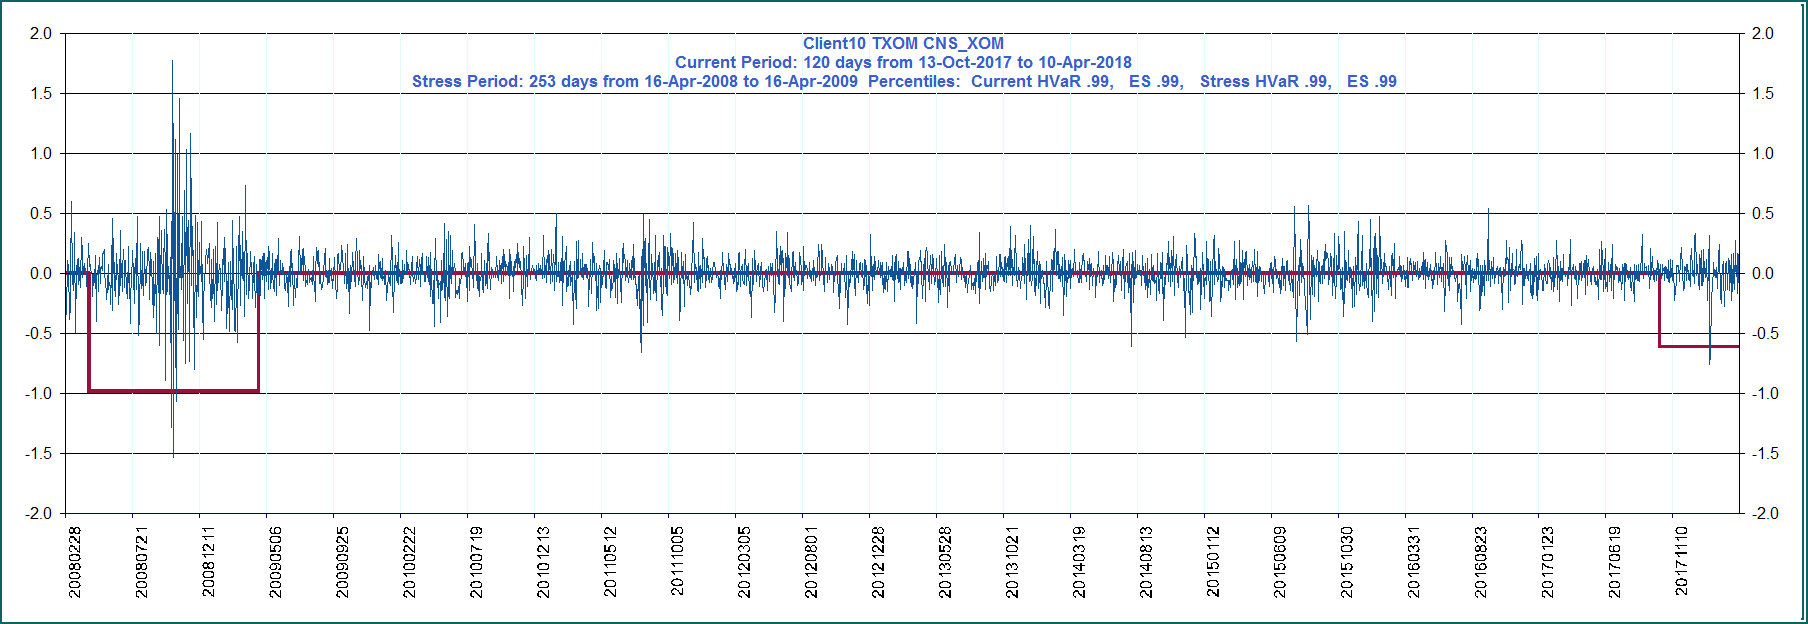 Client10 TXOM CNS_XOM
Current Period: 120 days from 13-Oct-2017 to 10-Apr-2018
Stress Period: 253 days from 16-Apr-2008 to 16-Apr-2009 Percentiles: Current HVaR .99, ES .99, Stress HVaR .99, ES .99
2.0 2.0
1.5 1.5
1.0 1.0
0.5 0.5
0.0 0.0
-0.5 -0.5
-1.0 -1.0
-1.5 -1.5
-2.0 -2.0
20080228 20080721 20081211 20090506 20090925 20100222 20100719 20101213 20110512 20111005 20120305 20120801 20121228 20130528 20131021 20140319 20140813 20150112 20150609 20151030 20160331 20160823 20170123 20170619 20171110